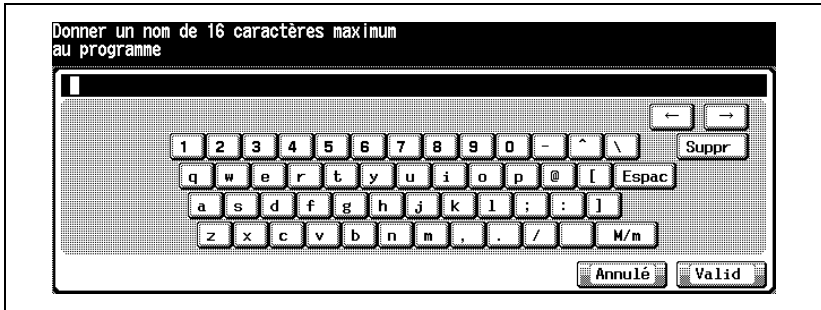 Donner un nom de 16 caractères maximum
au programme
← →
1 2 3 4 5 6 7 8 9 0 - ^ \ Suppr
q w e r t y u i o p @ [ Espac
a s d f g h j k l ; : ]
z x c v b n m , . / M/m
Annulé Valid